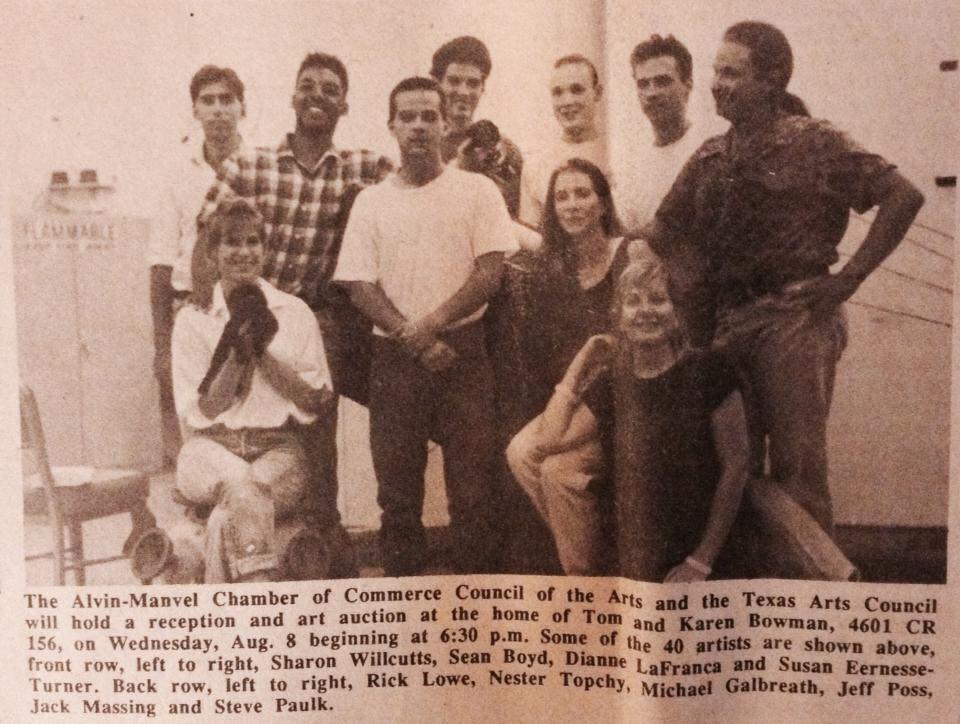 FLAMMABLE
KEEP FIRE AWAY
The Alvin-Manvel Chamber of Commerce Council of the Arts and the Texas Arts Council
will hold a reception and art auction at the home of Tom and Karen Bowman, 4601 CR
156, on Wednesday, Aug. 8 beginning at 6:30 p.m. Some of the 40 artists are shown above,
front row, left to right, Sharon Willcutts, Sean Boyd, Dianne LaFranca and Susan Eernesse-
Turner. Back row, left to right, Rick Lowe, Nester Topchy, Michael Galbreath, Jeff Poss,
Jack Massing and Steve Paulk.